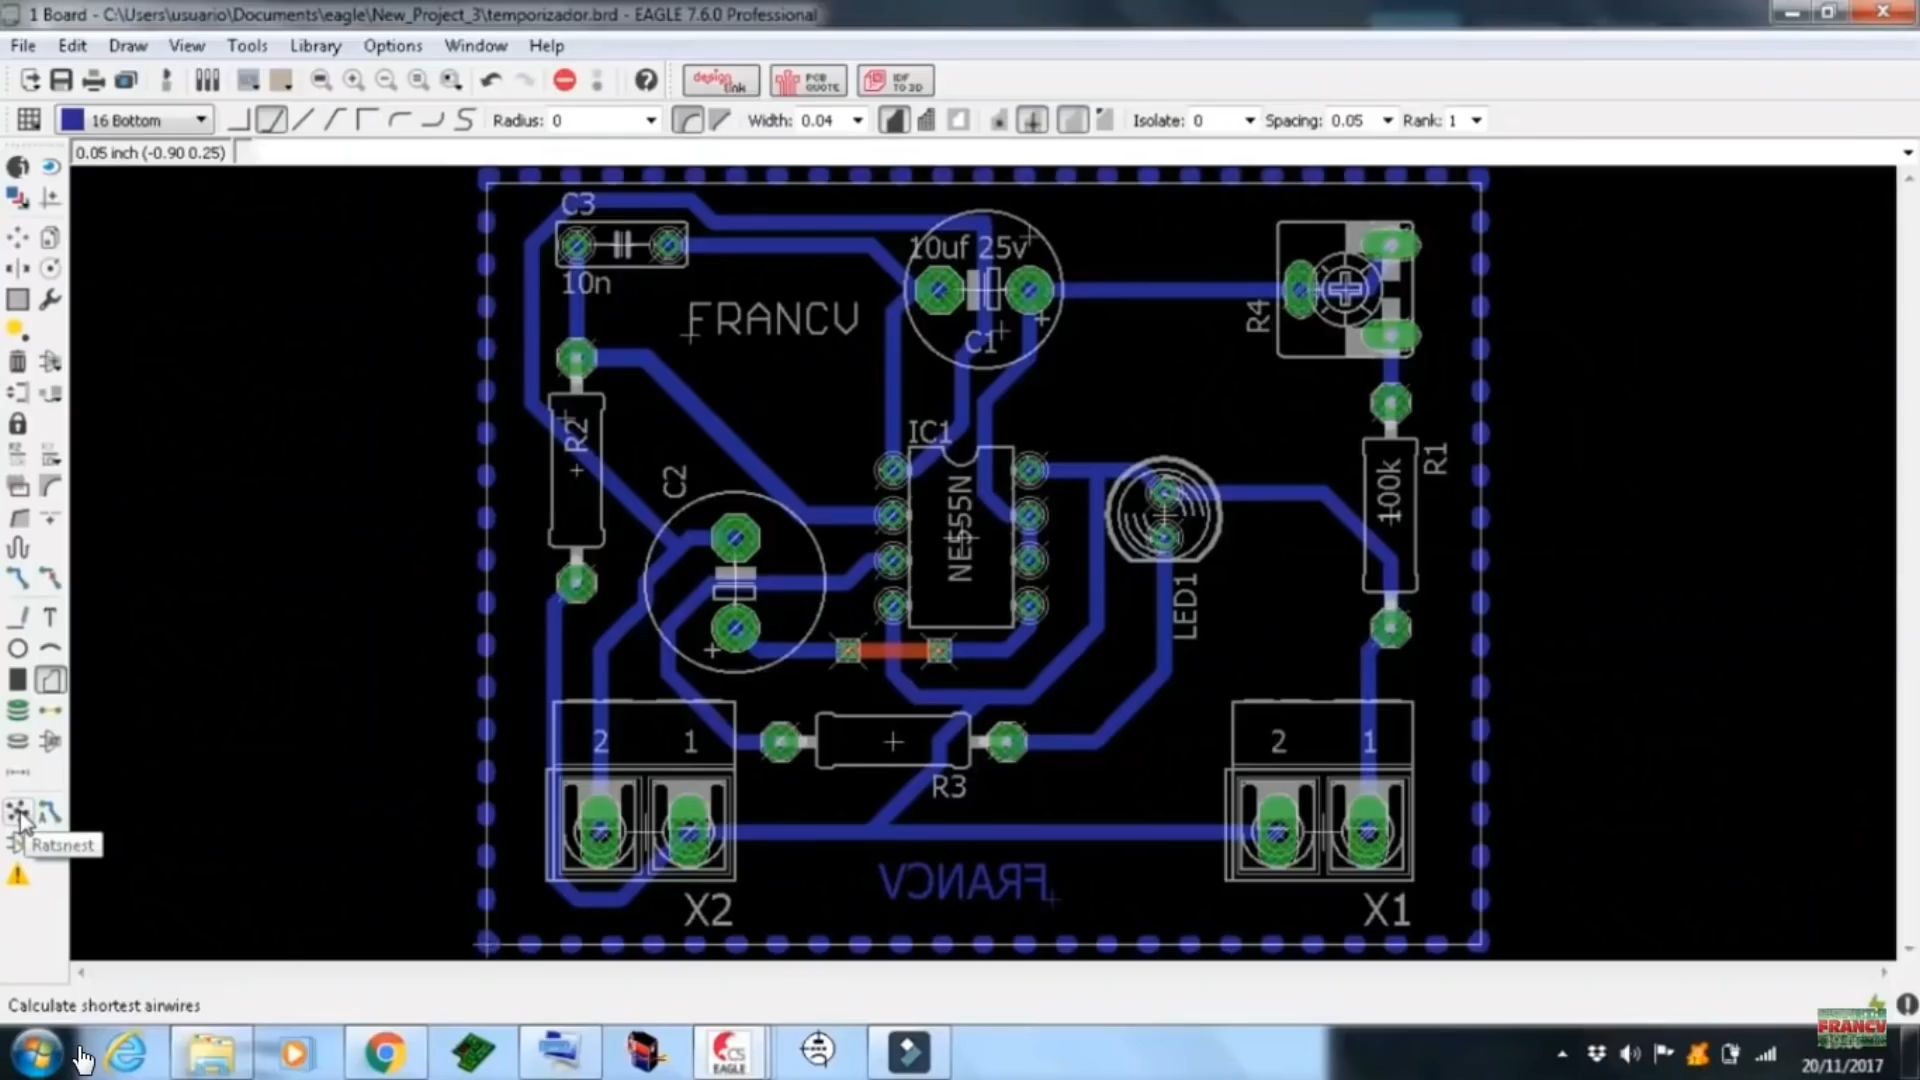 1 Board - C:\Users\usuario\Documents\eagle\New_Project_3\temporizador.brd - EAGLE 7.6.0 Professional
File Edit Draw View Tools Library Options Window Help
design link PCB QUOTE IDF TO 3D
16 Bottom Radius: 0 Width: 0.04 Isolate: 0 Spacing: 0.05 Rank: 1
0.05 inch (-0.90 0.25)
C3
10uf 25v
10n
FRANCV
R4
C1
IC1
R2
C2
NE555N
100k
R1
LED1
2 1
2 1
R3
FRANCV
X2
X1
Ratsnest
Calculate shortest airwires
CS
EAGLE
FRANCV
20/11/2017